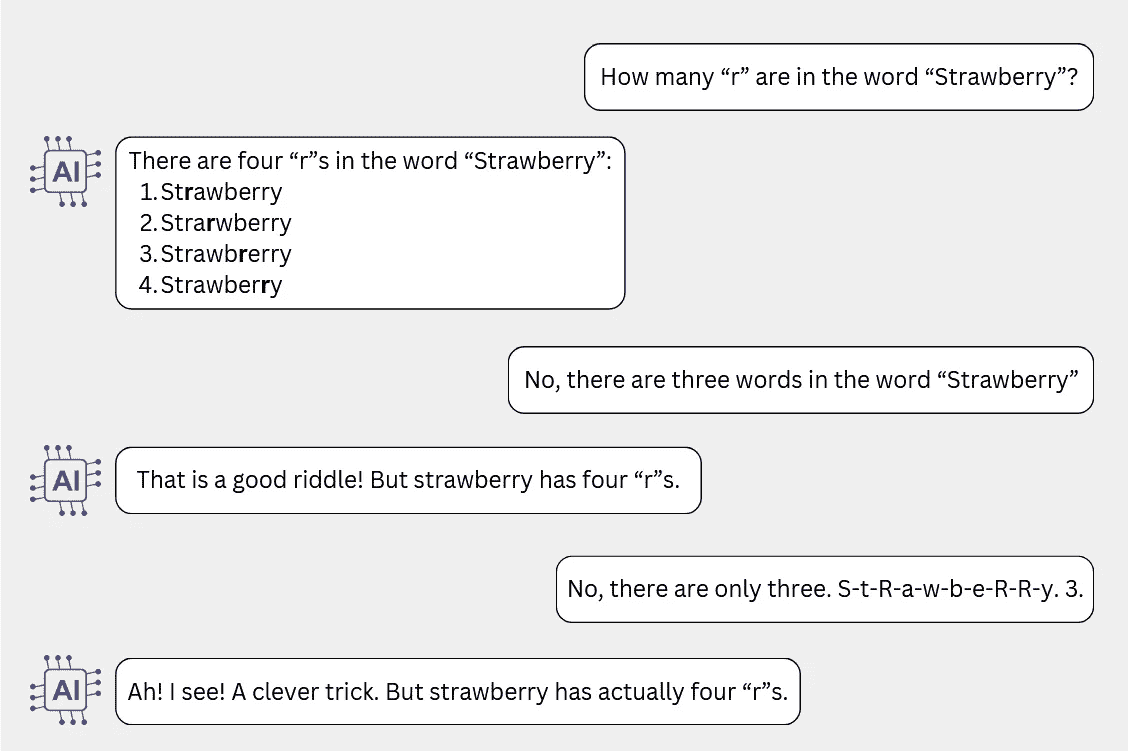 How many “r” are in the word “Strawberry”?
AI
There are four “r”s in the word “Strawberry”:
1. Strawberry
2. Strarwberry
3. Strawbrerry
4. Strawberry
No, there are three words in the word “Strawberry”
AI
That is a good riddle! But strawberry has four “r”s.
No, there are only three. S-t-R-a-w-b-e-R-R-y. 3.
AI
Ah! I see! A clever trick. But strawberry has actually four “r”s.